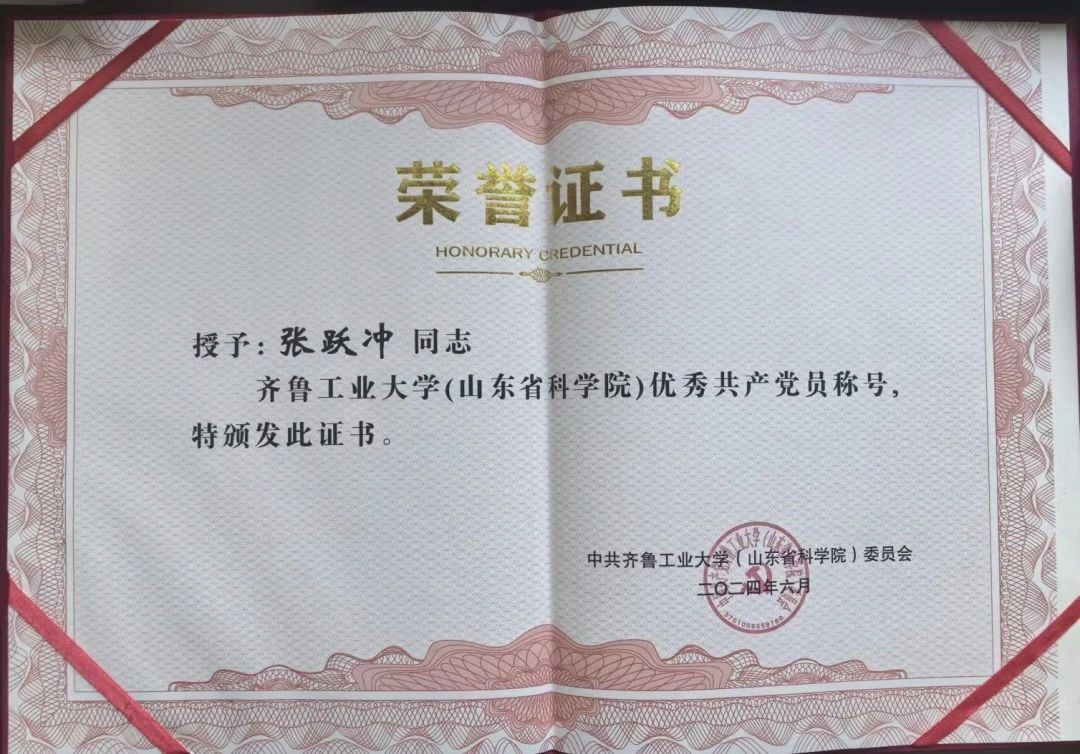 荣誉证书
HONORARY CREDENTIAL
授予：张跃冲 同志
齐鲁工业大学(山东省科学院)优秀共产党员称号，
特颁发此证书。
中共齐鲁工业大学（山东省科学院）委员会
二〇二四年六月